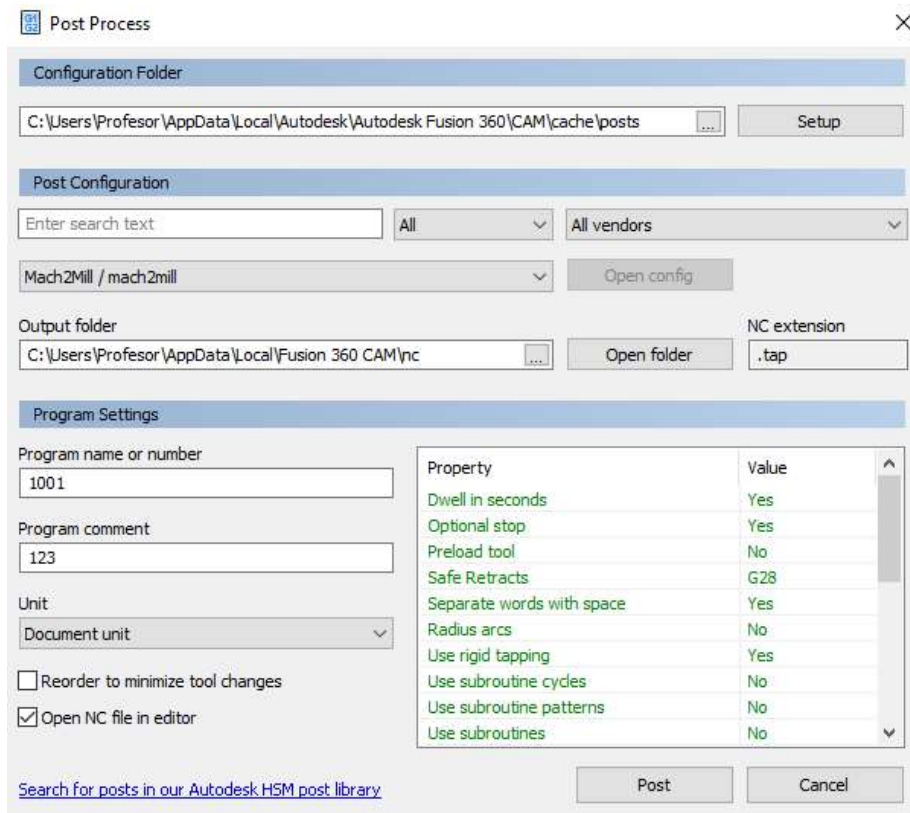 G1
G2
Post Process
Configuration Folder
C:\Users\Profesor\AppData\Local\Autodesk\Autodesk Fusion 360\CAM\cache\posts
...
Setup
Post Configuration
Enter search text
All
All vendors
Mach2Mill / mach2mill
Open config
Output folder
NC extension
C:\Users\Profesor\AppData\Local\Fusion 360 CAM\nc
...
Open folder
.tap
Program Settings
Program name or number
1001
Program comment
123
Unit
Document unit
Reorder to minimize tool changes
Open NC file in editor
Property Value
Dwell in seconds Yes
Optional stop Yes
Preload tool No
Safe Retracts G28
Separate words with space Yes
Radius arcs No
Use rigid tapping Yes
Use subroutine cycles No
Use subroutine patterns No
Use subroutines No
Search for posts in our Autodesk HSM post library
Post
Cancel